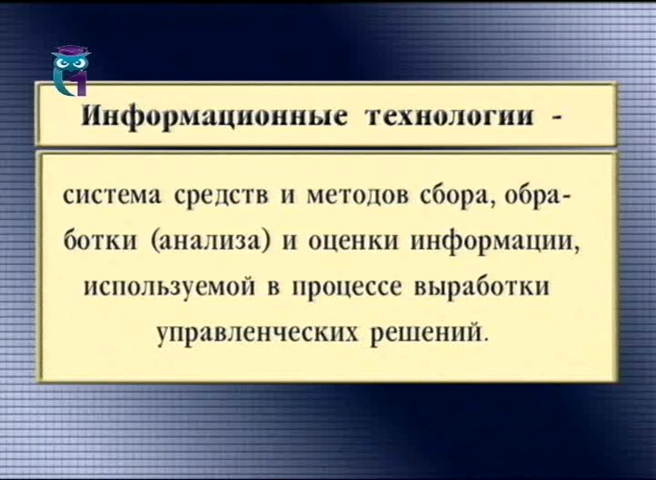 Информационные технологии -
система средств и методов сбора, обра-
ботки (анализа) и оценки информации,
используемой в процессе выработки
управленческих решений.